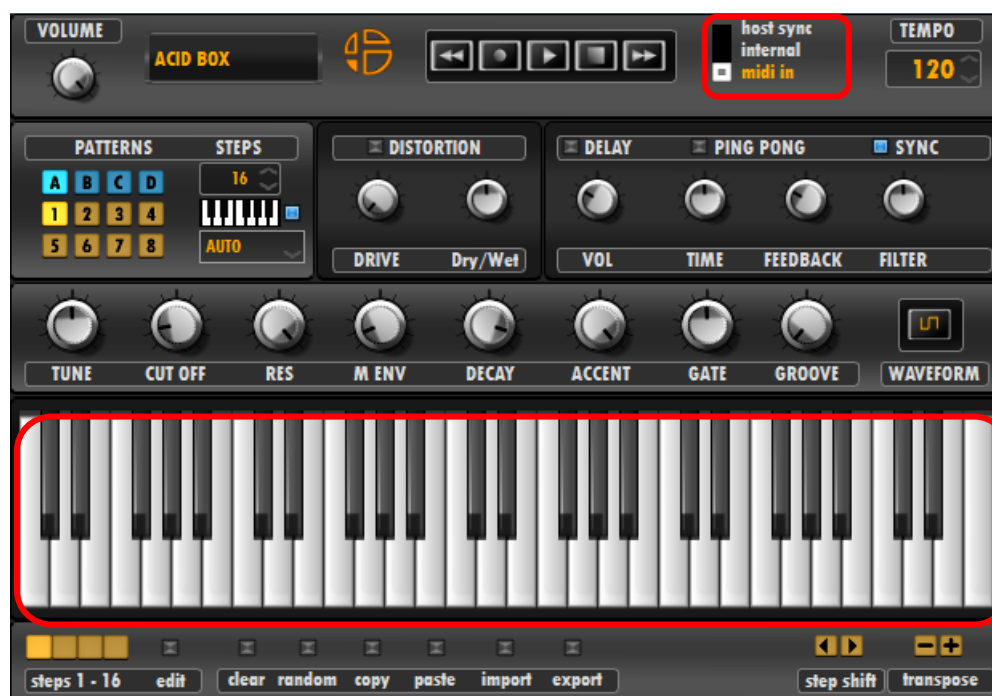 VOLUME
ACID BOX
host sync
internal
midi in
TEMPO
120
PATTERNS STEPS
A B C D
16
1 2 3 4
5 6 7 8
AUTO
DISTORTION
DRIVE Dry/Wet
DELAY PING PONG SYNC
VOL TIME FEEDBACK FILTER
TUNE CUT OFF RES M ENV DECAY ACCENT GATE GROOVE WAVEFORM
steps 1 - 16 edit clear random copy paste import export step shift transpose